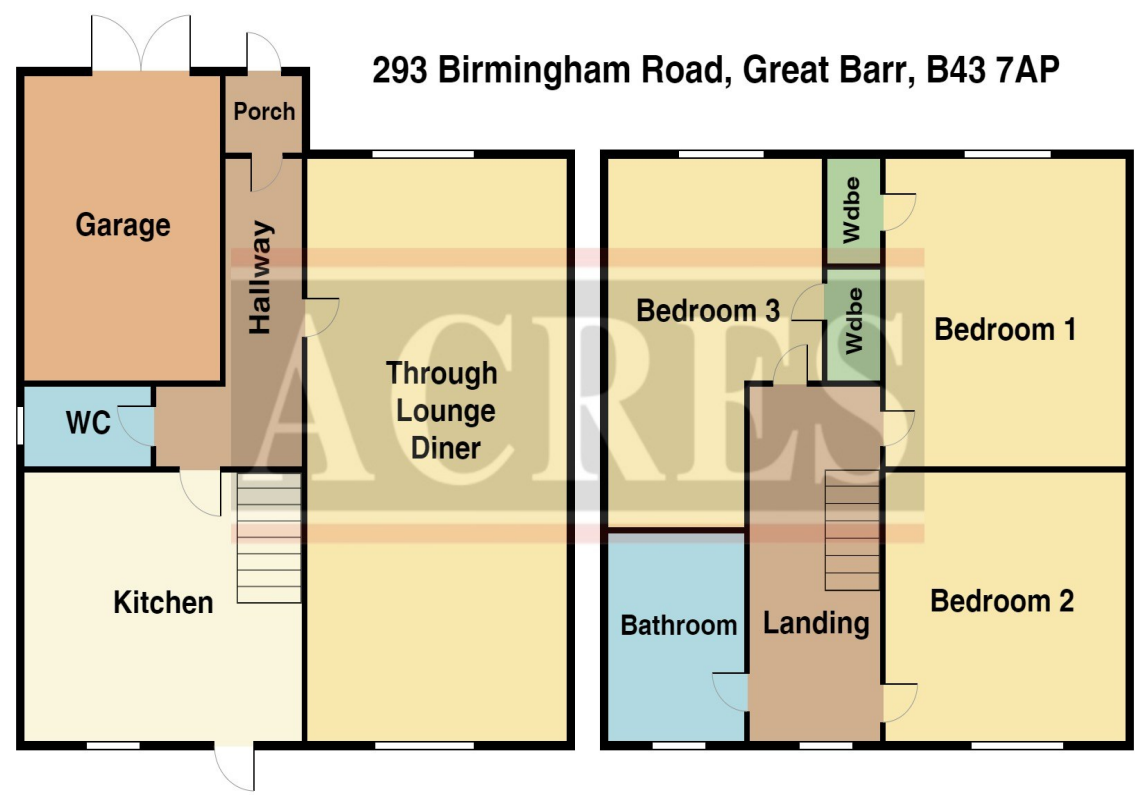 293 Birmingham Road, Great Barr, B43 7AP
Porch
Garage
Hallway
WC
Through
Lounge
Diner
Kitchen
Wdbe
Wdbe
Bedroom 3
Bedroom 1
Bathroom
Landing
Bedroom 2
ACRES